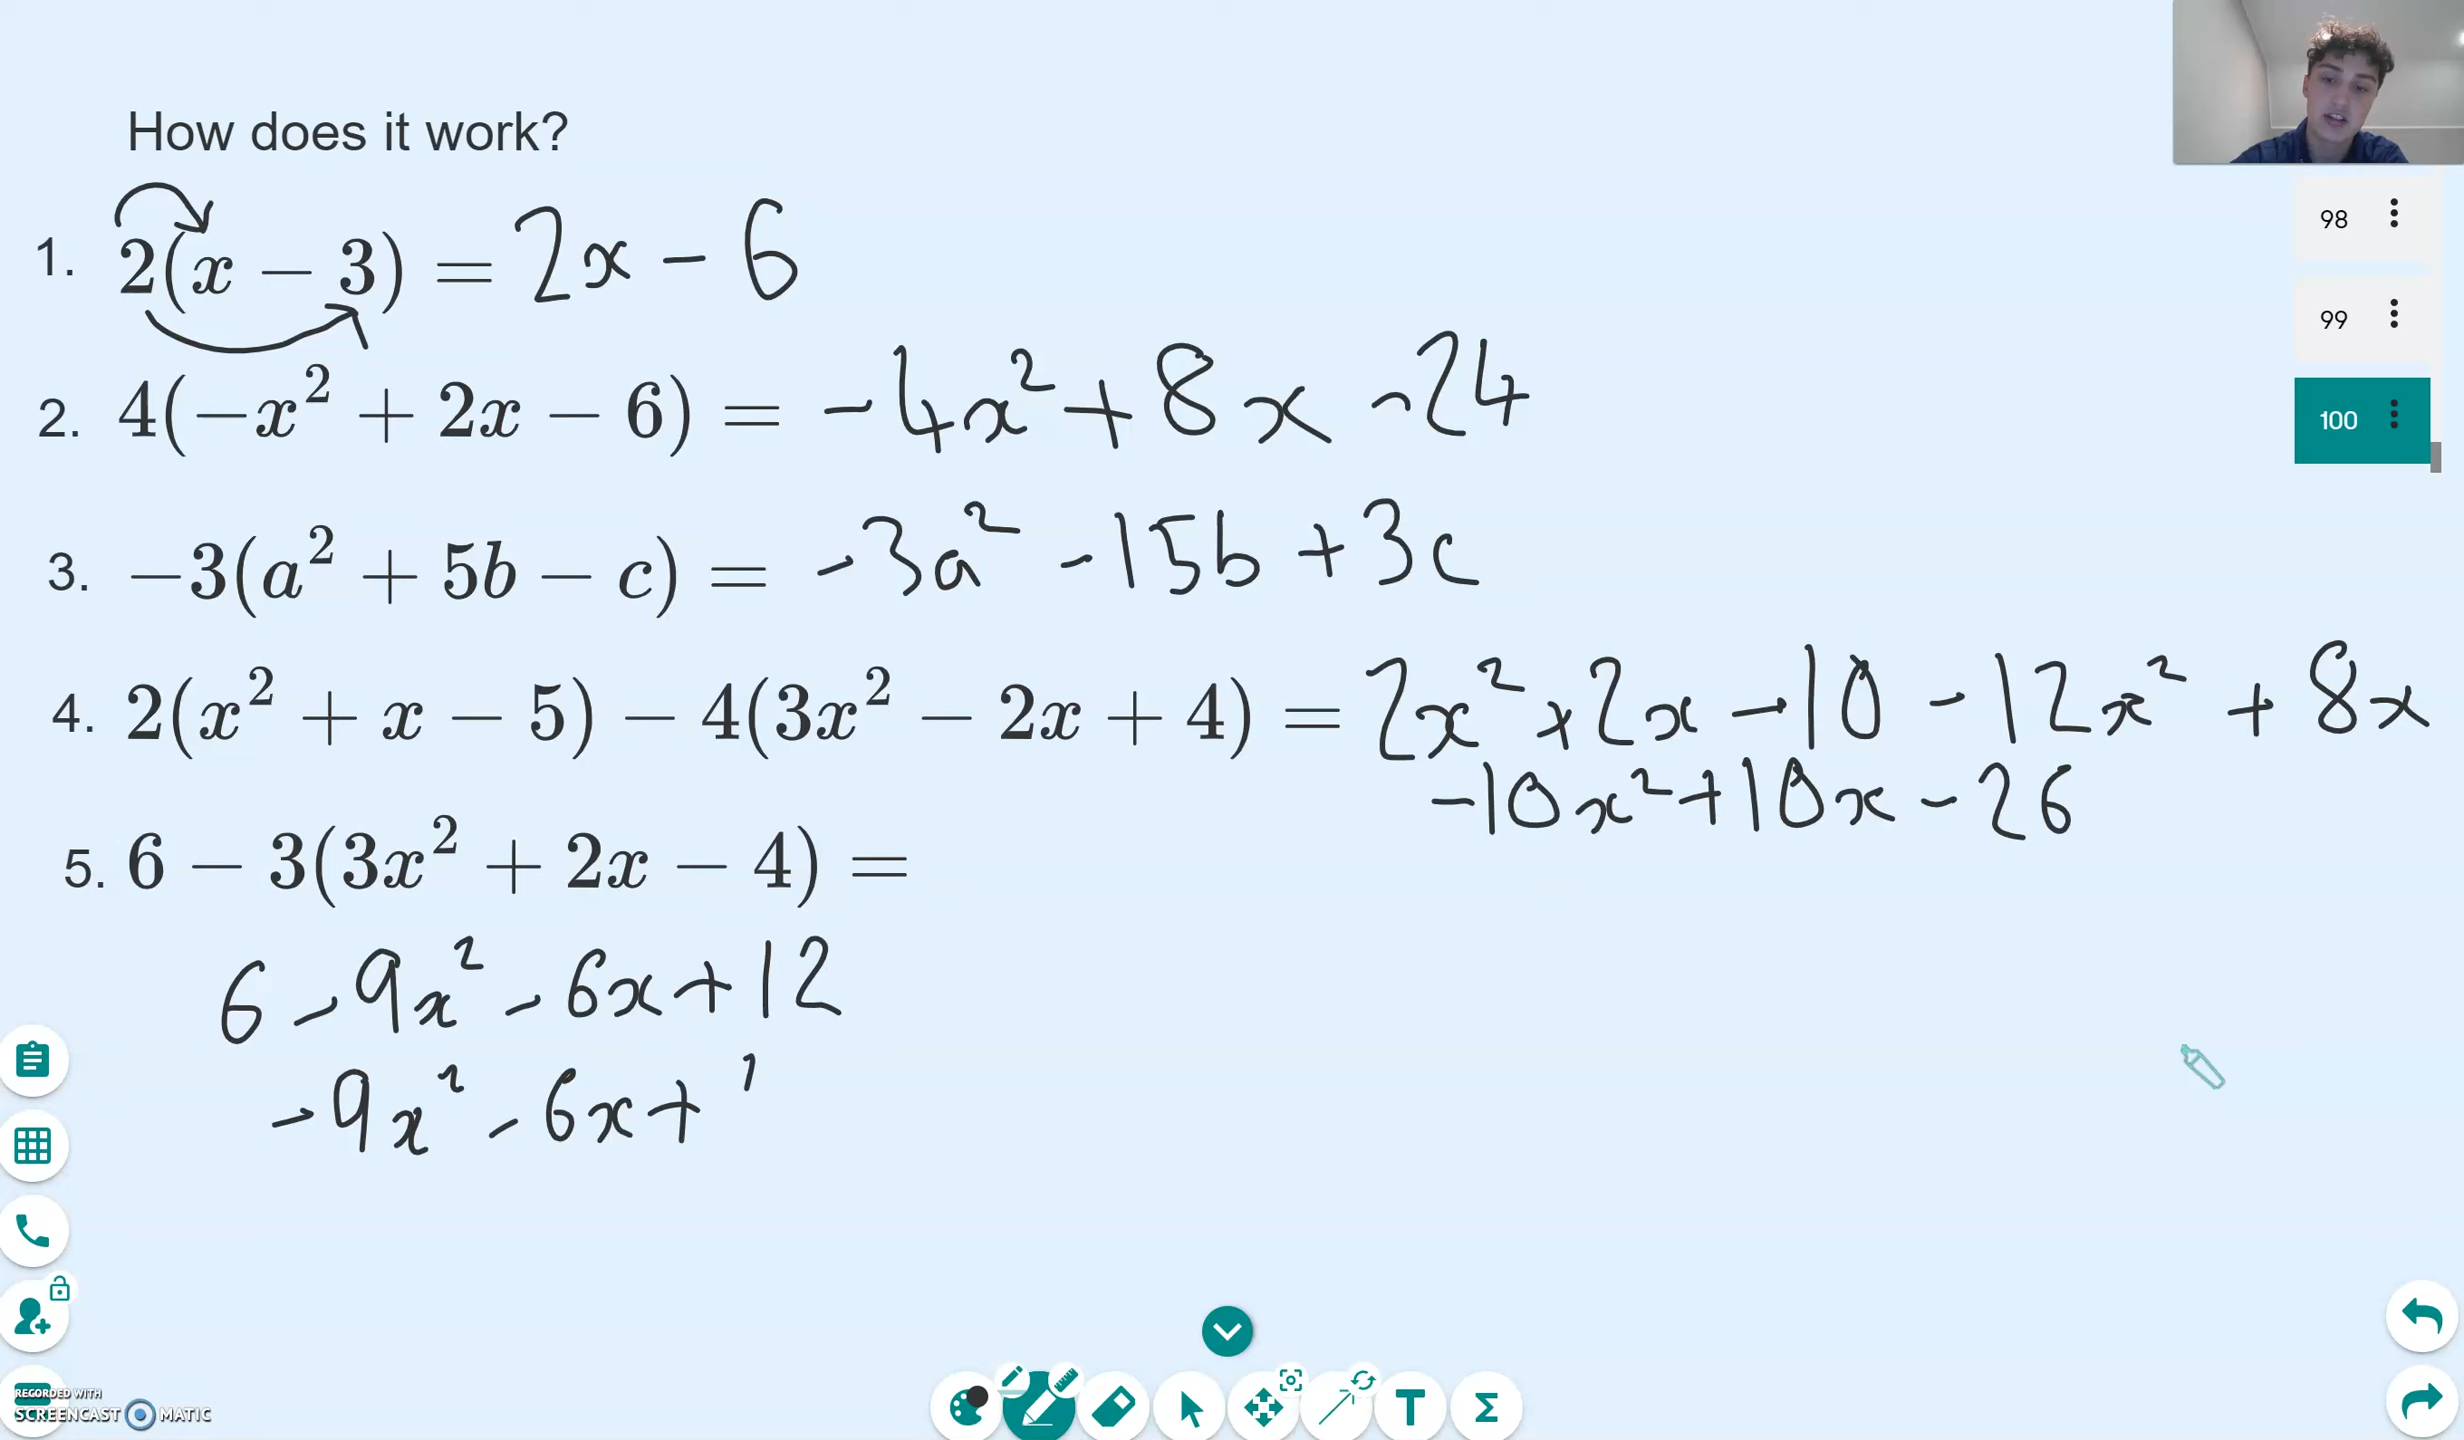 How does it work?
1. 2(x − 3) = 2x - 6
2. 4(−x² + 2x − 6) = -4x² + 8x - 24
3. −3(a² + 5b − c) = -3a² - 15b + 3c
4. 2(x² + x − 5) − 4(3x² − 2x + 4) = 2x² + 2x - 10 - 12x² + 8x
-10x² + 10x - 26
5. 6 − 3(3x² + 2x − 4) =
6 - 9x² - 6x + 12
-9x² - 6x +
98
99
100
RECORDED WITH
SCREENCAST MATIC
T
Σ